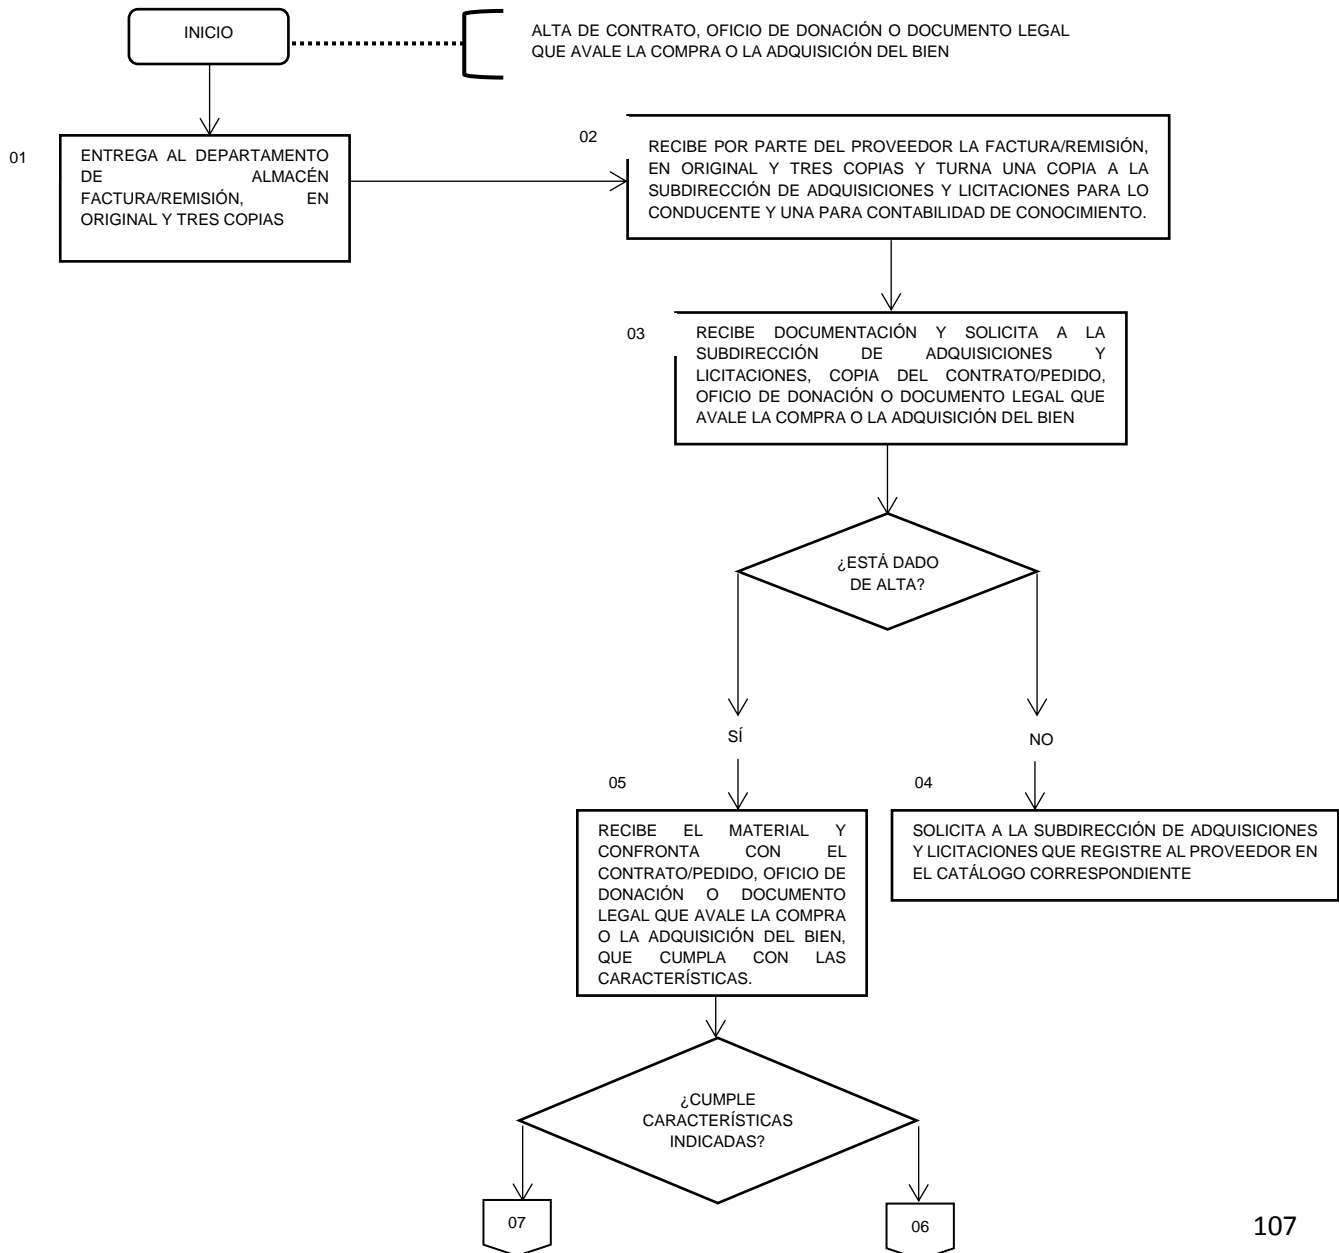 INICIO
ALTA DE CONTRATO, OFICIO DE DONACIÓN O DOCUMENTO LEGAL
QUE AVALE LA COMPRA O LA ADQUISICIÓN DEL BIEN
01
ENTREGA AL DEPARTAMENTO
DE ALMACÉN
FACTURA/REMISIÓN, EN
ORIGINAL Y TRES COPIAS
02
RECIBE POR PARTE DEL PROVEEDOR LA FACTURA/REMISIÓN,
EN ORIGINAL Y TRES COPIAS Y TURNA UNA COPIA A LA
SUBDIRECCIÓN DE ADQUISICIONES Y LICITACIONES PARA LO
CONDUCENTE Y UNA PARA CONTABILIDAD DE CONOCIMIENTO.
03
RECIBE DOCUMENTACIÓN Y SOLICITA A LA
SUBDIRECCIÓN DE ADQUISICIONES Y
LICITACIONES, COPIA DEL CONTRATO/PEDIDO,
OFICIO DE DONACIÓN O DOCUMENTO LEGAL QUE
AVALE LA COMPRA O LA ADQUISICIÓN DEL BIEN
¿ESTÁ DADO
DE ALTA?
SÍ
NO
05
RECIBE EL MATERIAL Y
CONFRONTA CON EL
CONTRATO/PEDIDO, OFICIO DE
DONACIÓN O DOCUMENTO
LEGAL QUE AVALE LA COMPRA
O LA ADQUISICIÓN DEL BIEN,
QUE CUMPLA CON LAS
CARACTERÍSTICAS.
04
SOLICITA A LA SUBDIRECCIÓN DE ADQUISICIONES
Y LICITACIONES QUE REGISTRE AL PROVEEDOR EN
EL CATÁLOGO CORRESPONDIENTE
¿CUMPLE
CARACTERÍSTICAS
INDICADAS?
07
06
107